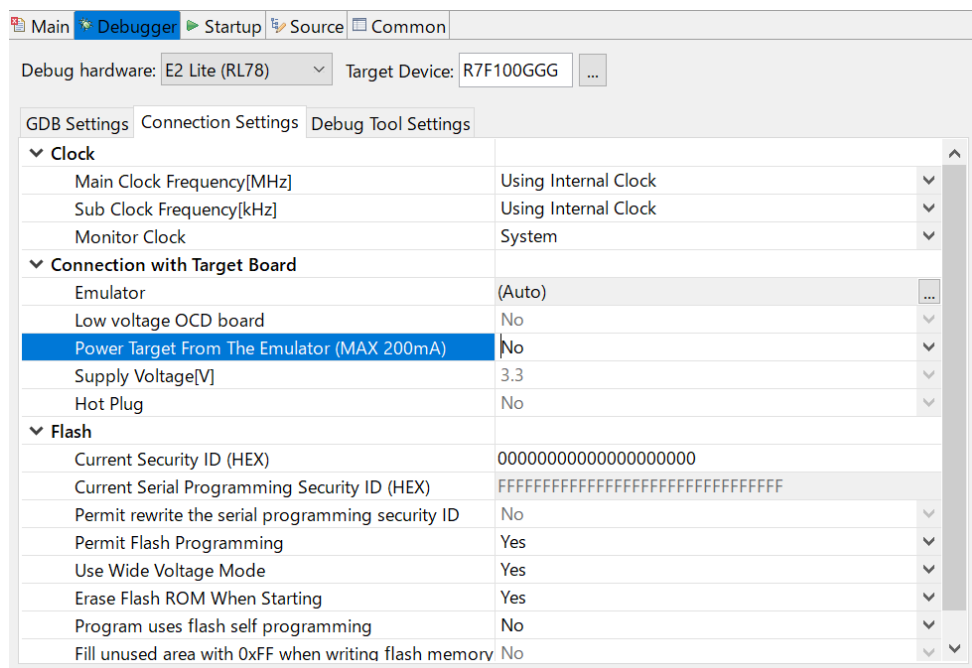 Main Debugger Startup Source Common
Debug hardware: E2 Lite (RL78) Target Device: R7F100GGG ...
GDB Settings Connection Settings Debug Tool Settings
Clock
Main Clock Frequency[MHz] Using Internal Clock
Sub Clock Frequency[kHz] Using Internal Clock
Monitor Clock System
Connection with Target Board
Emulator (Auto) ...
Low voltage OCD board No
Power Target From The Emulator (MAX 200mA) No
Supply Voltage[V] 3.3
Hot Plug No
Flash
Current Security ID (HEX) 00000000000000000000
Current Serial Programming Security ID (HEX) FFFFFFFFFFFFFFFFFFFFFFFFFFFFFFFF
Permit rewrite the serial programming security ID No
Permit Flash Programming Yes
Use Wide Voltage Mode Yes
Erase Flash ROM When Starting Yes
Program uses flash self programming No
Fill unused area with 0xFF when writing flash memory No